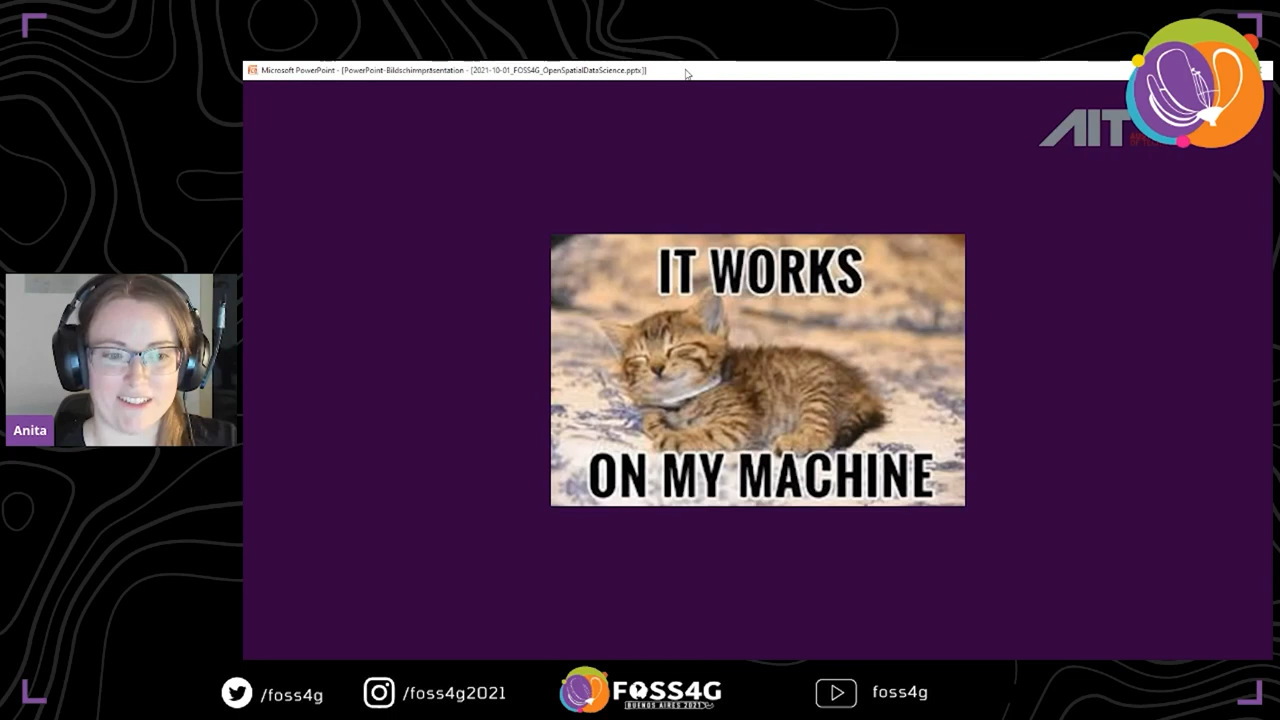 Microsoft PowerPoint - [PowerPoint-Bildschirmpräsentation - [2021-10-01_FOSS4G_OpenSpatialDataScience.pptx]]
AIT
IT WORKS
ON MY MACHINE
Anita
/foss4g
/foss4g2021
FOSS4G
BUENOS AIRES 2021
foss4g